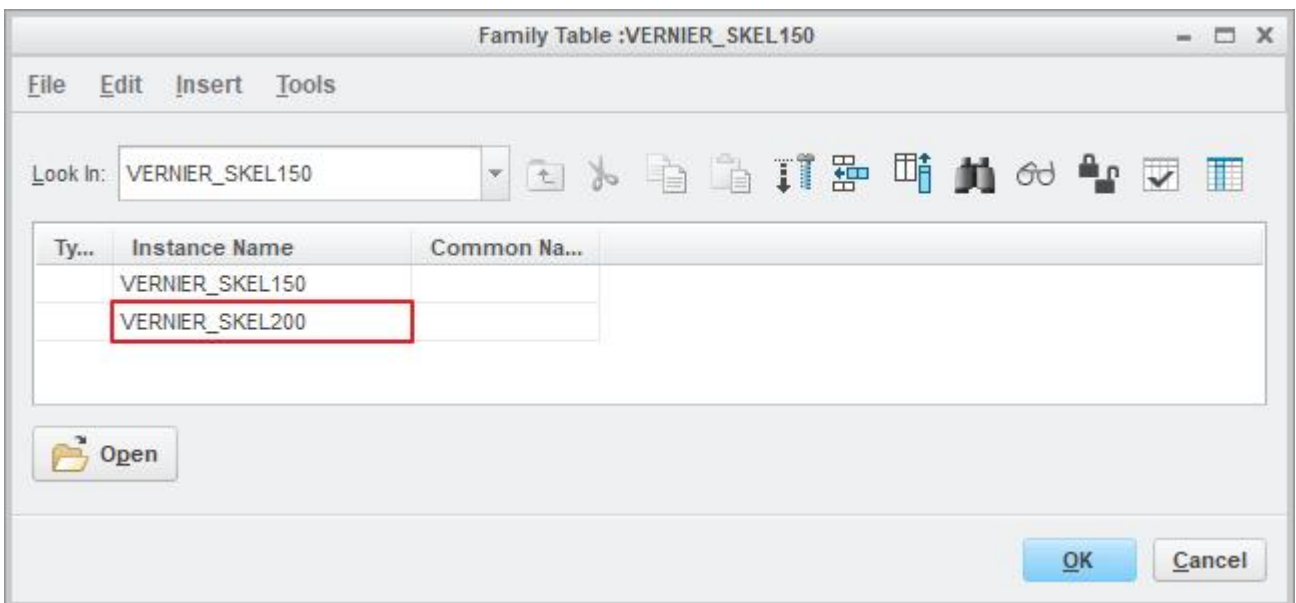 Family Table :VERNIER_SKEL150
File Edit Insert Tools
Look In: VERNIER_SKEL150
Ty... Instance Name Common Na...
VERNIER_SKEL150
VERNIER_SKEL200
Open
OK Cancel